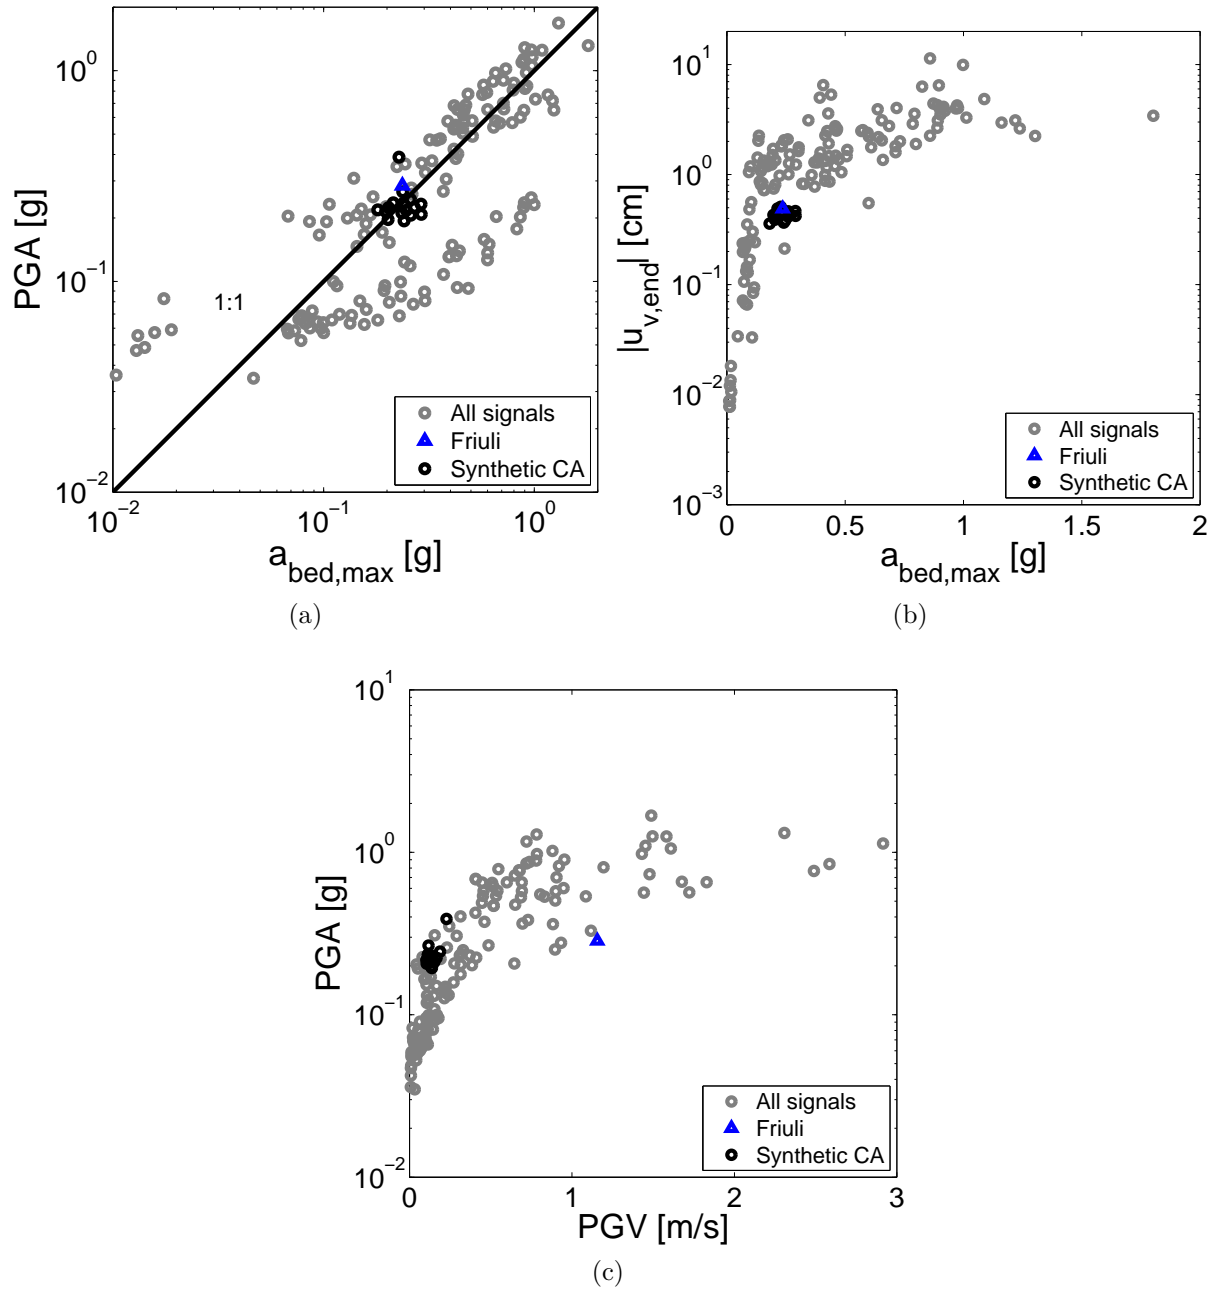 PGA [g]
10^0
10^−1
10^−2
1:1
All signals
Friuli
Synthetic CA
10^−2 10^−1 10^0
a_bed,max [g]
(a)
|u_v,end| [cm]
10^1
10^0
10^−1
10^−2
10^−3
All signals
Friuli
Synthetic CA
0 0.5 1 1.5 2
a_bed,max [g]
(b)
PGA [g]
10^1
10^0
10^−1
10^−2
All signals
Friuli
Synthetic CA
0 1 2 3
PGV [m/s]
(c)